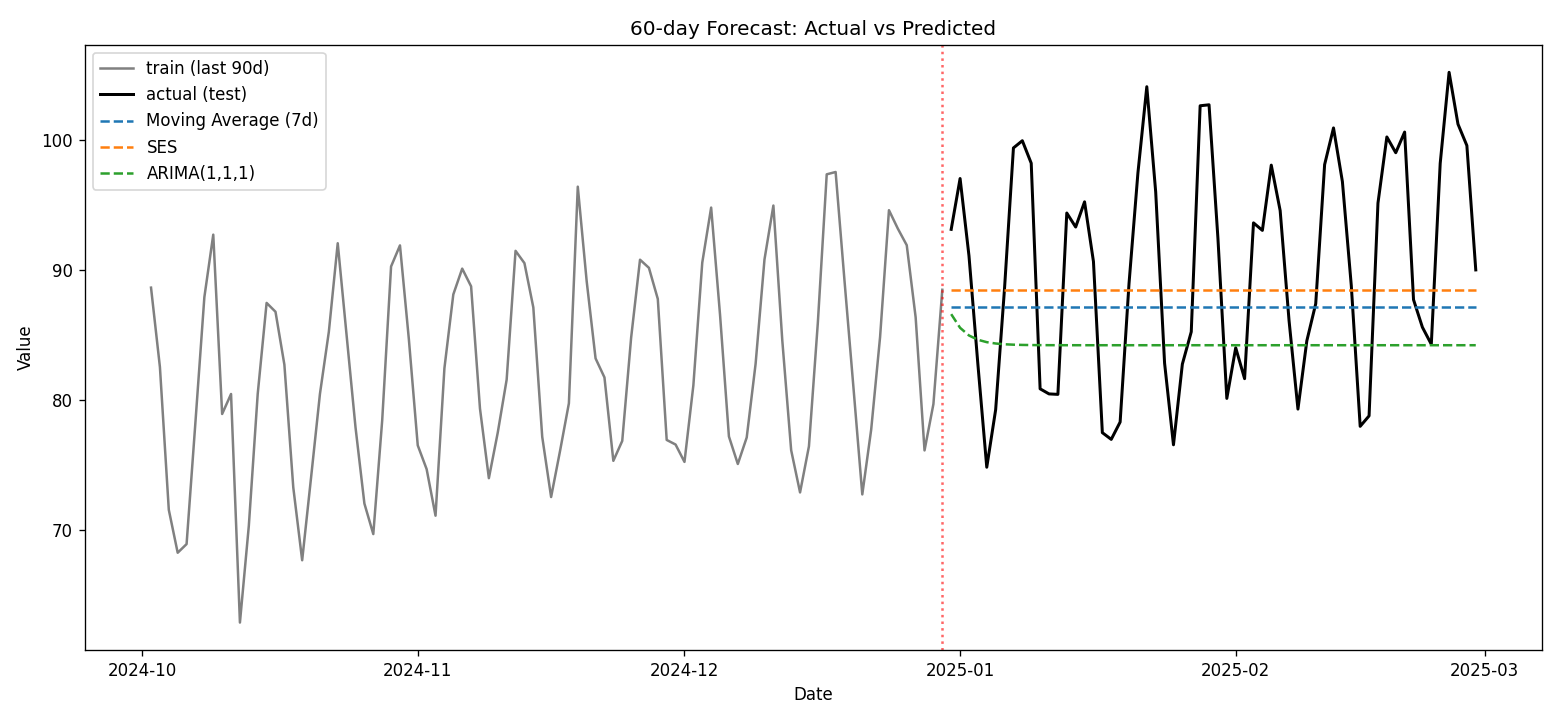 60-day Forecast: Actual vs Predicted
train (last 90d)
actual (test)
Moving Average (7d)
SES
ARIMA(1,1,1)
Value
100
90
80
70
2024-10
2024-11
2024-12
2025-01
2025-02
2025-03
Date